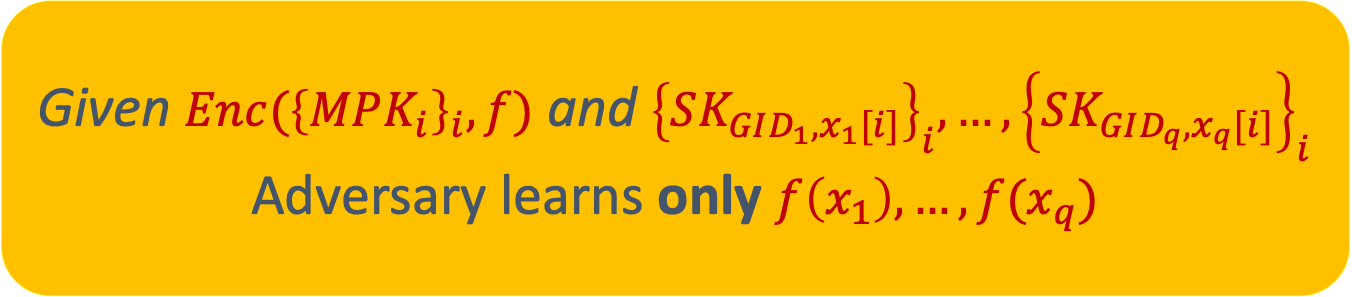 Given Enc({MPK_i}_i, f) and {SK_{GID_1,x_1[i]}}_i, … , {SK_{GID_q,x_q[i]}}_i
Adversary learns only f(x_1), … , f(x_q)